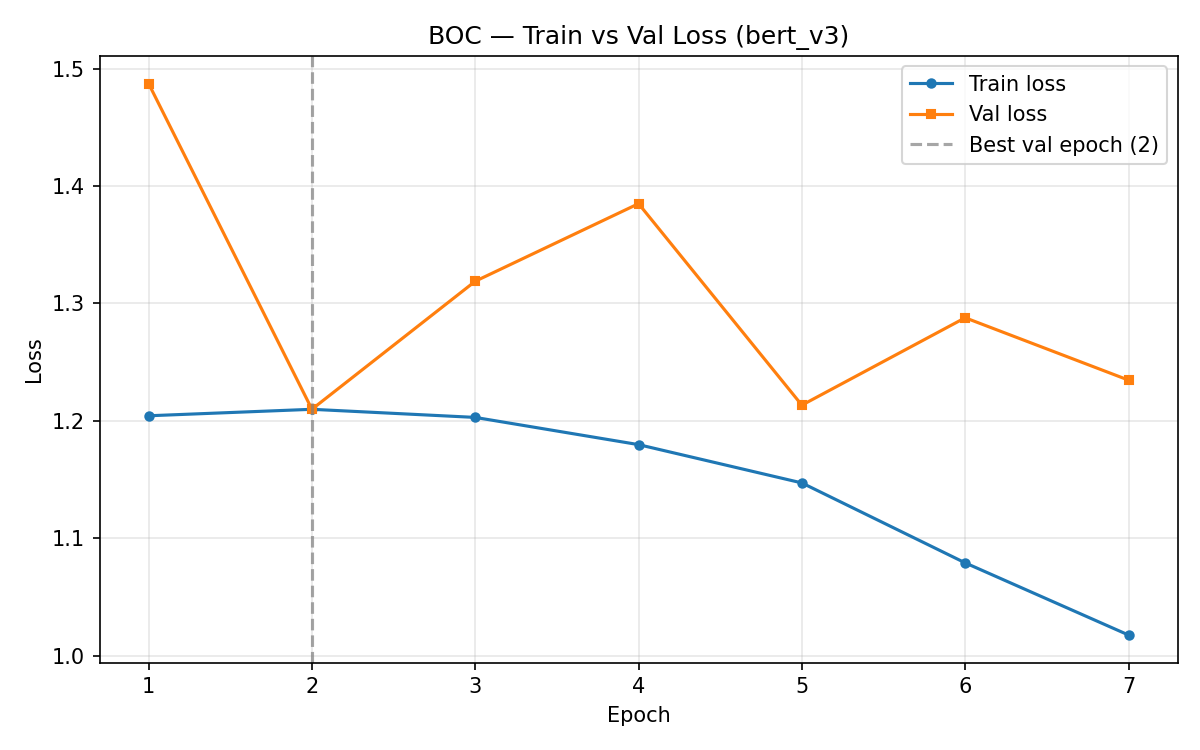 BOC — Train vs Val Loss (bert_v3)
Train loss
Val loss
Best val epoch (2)
1.5
1.4
1.3
1.2
1.1
1.0
Loss
1 2 3 4 5 6 7
Epoch